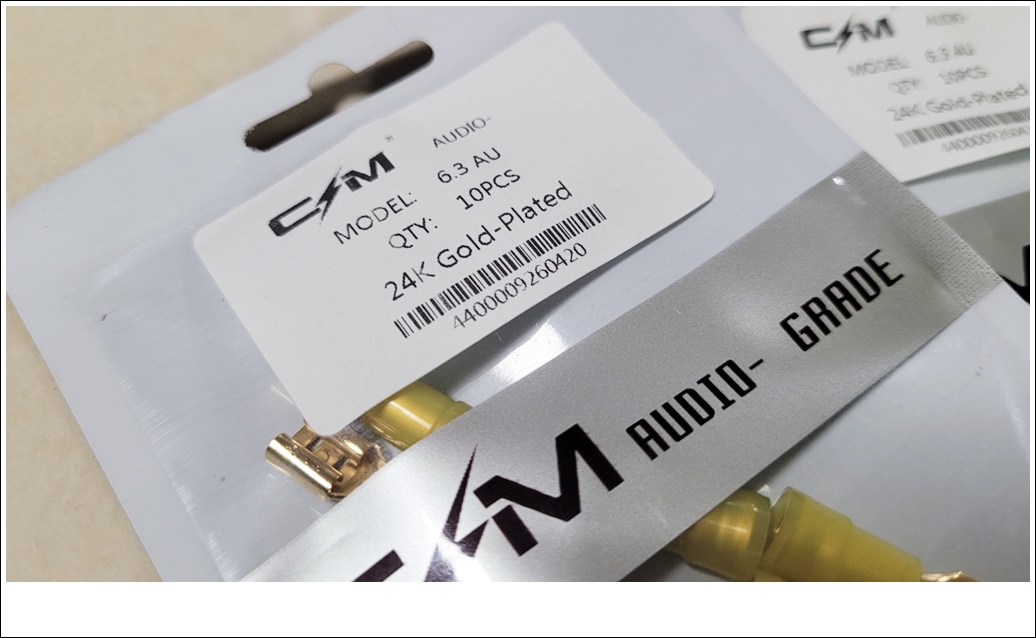 C M ® AUDIO-
MODEL: 6.3 AU
QTY: 10PCS
24K Gold-Plated
4400009260420
C M AUDIO-
MODEL: 6.3 AU
QTY: 10PCS
24K Gold-Plated
C M AUDIO- GRADE